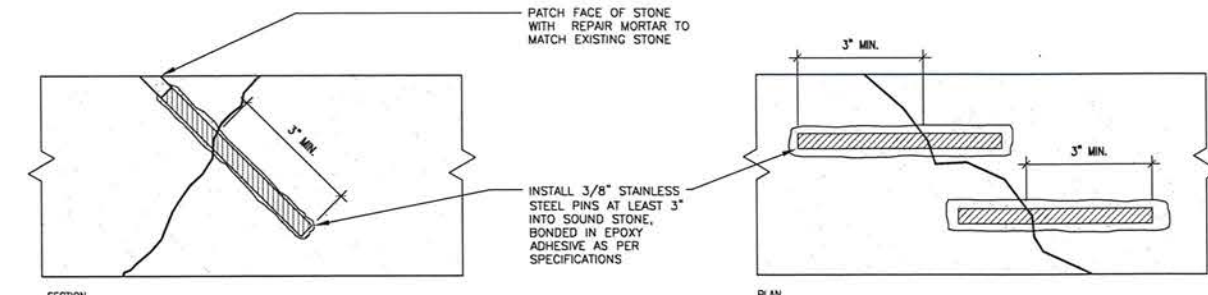 PATCH FACE OF STONE
WITH REPAIR MORTAR TO
MATCH EXISTING STONE
3" MIN.
3" MIN.
3" MIN.
INSTALL 3/8" STAINLESS
STEEL PINS AT LEAST 3"
INTO SOUND STONE,
BONDED IN EPOXY
ADHESIVE AS PER
SPECIFICATIONS
SECTION
PLAN